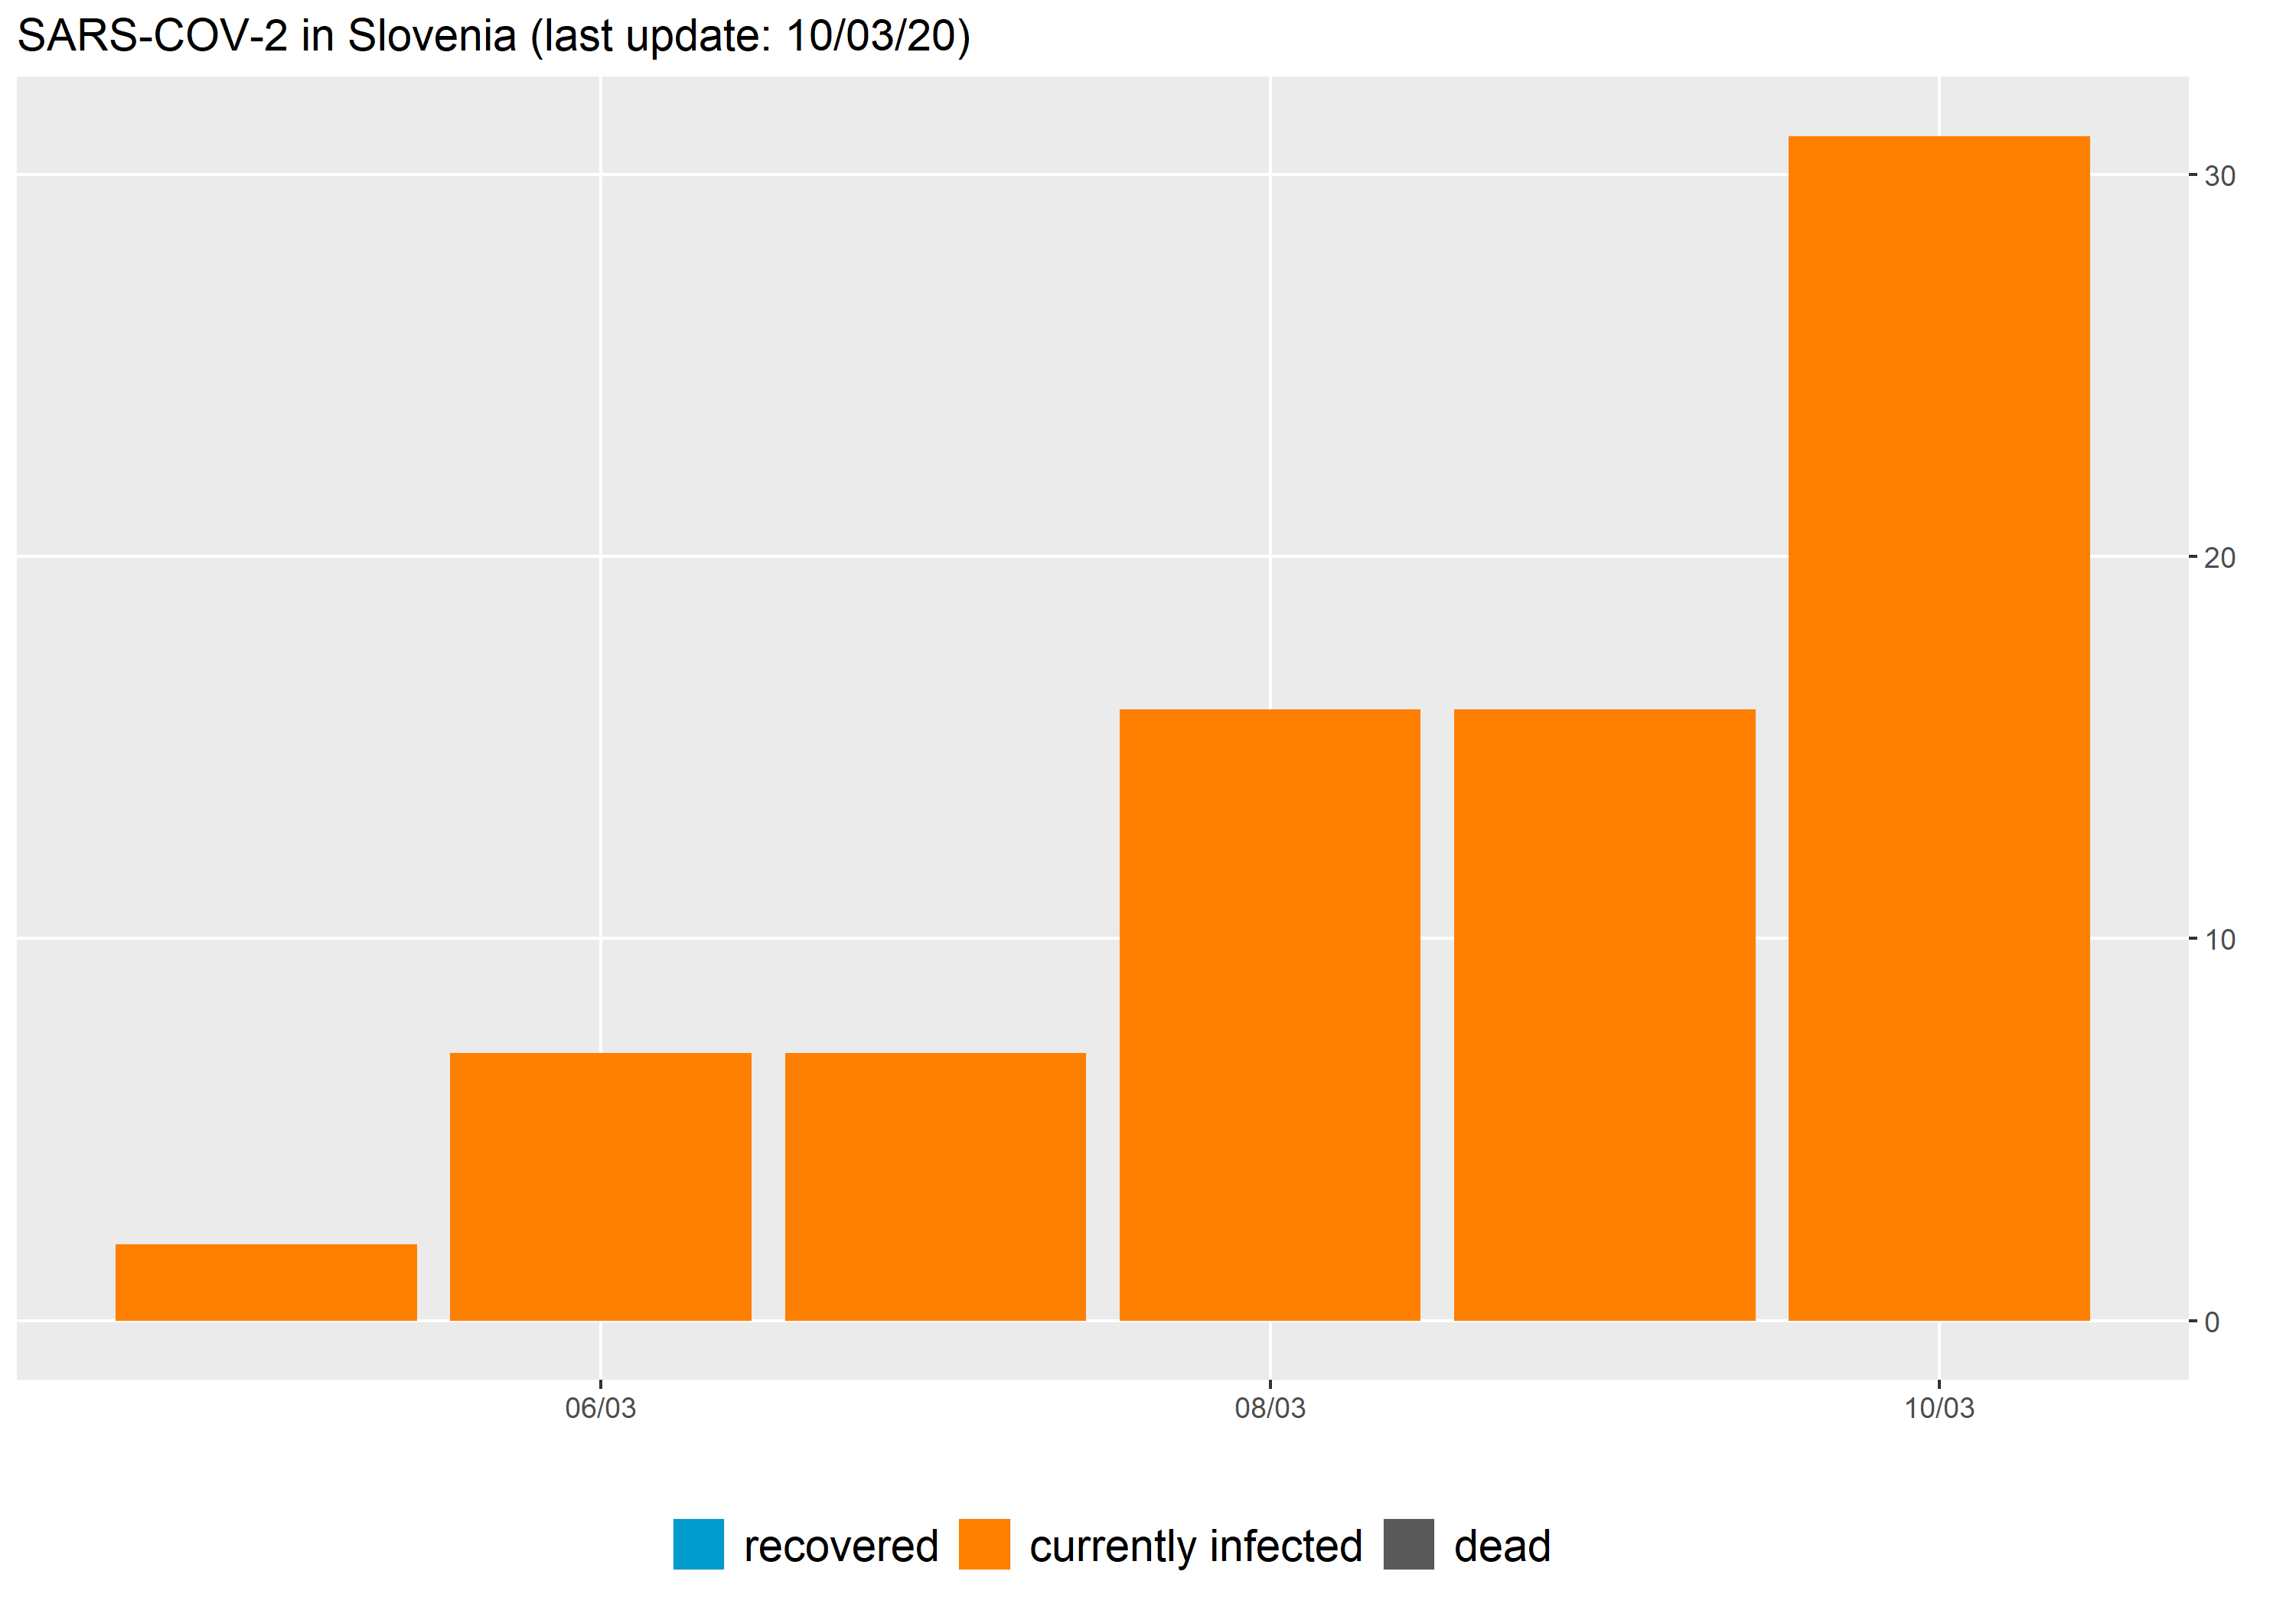 SARS-COV-2 in Slovenia (last update: 10/03/20)
30
20
10
0
06/03 08/03 10/03
recovered currently infected dead